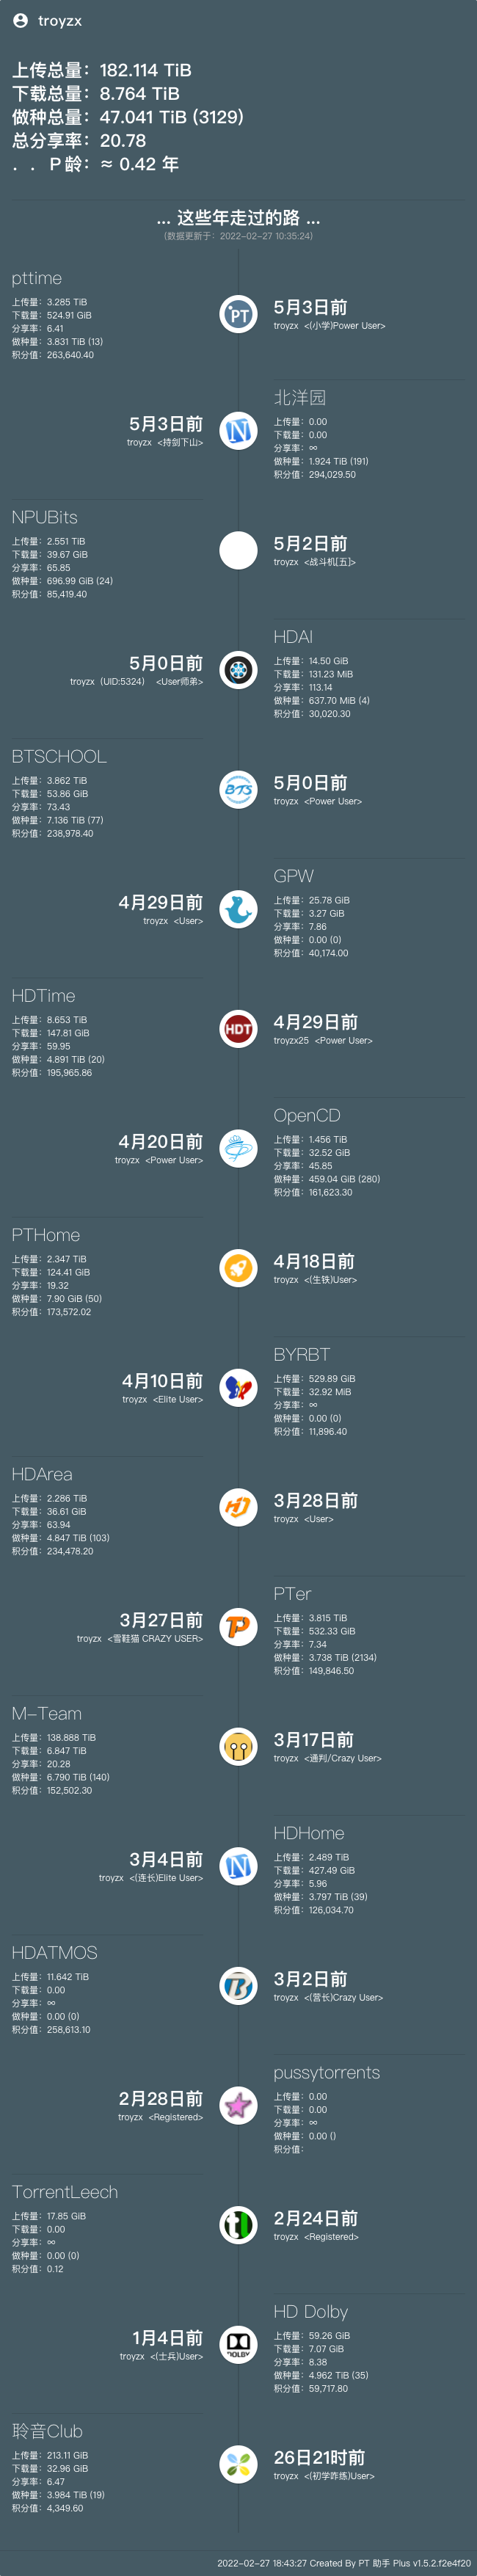 troyzx
上传总量：182.114 TiB
下载总量：8.764 TiB
做种总量：47.041 TiB (3129)
总分享率：20.78
．．Ｐ龄：≈ 0.42 年
... 这些年走过的路 ...
(数据更新于：2022-02-27 10:35:24)
pttime
上传量：3.285 TiB
下载量：524.91 GiB
分享率：6.41
做种量：3.831 TiB (13)
积分值：263,640.40
PT
5月3日前
troyzx <(小学)Power User>
北洋园
上传量：0.00
下载量：0.00
分享率：∞
做种量：1.924 TiB (191)
积分值：294,029.50
N
5月3日前
troyzx <持剑下山>
NPUBits
上传量：2.551 TiB
下载量：39.67 GiB
分享率：65.85
做种量：696.99 GiB (24)
积分值：85,419.40
5月2日前
troyzx <战斗机[五]>
HDAI
上传量：14.50 GiB
下载量：131.23 MiB
分享率：113.14
做种量：637.70 MiB (4)
积分值：30,020.30
5月0日前
troyzx（UID:5324） <User师弟>
BTSCHOOL
上传量：3.862 TiB
下载量：53.86 GiB
分享率：73.43
做种量：7.136 TiB (77)
积分值：238,978.40
BTS
5月0日前
troyzx <Power User>
GPW
上传量：25.78 GiB
下载量：3.27 GiB
分享率：7.86
做种量：0.00 (0)
积分值：40,174.00
4月29日前
troyzx <User>
HDTime
上传量：8.653 TiB
下载量：147.81 GiB
分享率：59.95
做种量：4.891 TiB (20)
积分值：195,965.86
HDT
4月29日前
troyzx25 <Power User>
OpenCD
上传量：1.456 TiB
下载量：32.52 GiB
分享率：45.85
做种量：459.04 GiB (280)
积分值：161,623.30
4月20日前
troyzx <Power User>
PTHome
上传量：2.347 TiB
下载量：124.41 GiB
分享率：19.32
做种量：7.90 GiB (50)
积分值：173,572.02
4月18日前
troyzx <(生铁)User>
BYRBT
上传量：529.89 GiB
下载量：32.92 MiB
分享率：∞
做种量：0.00 (0)
积分值：11,896.40
4月10日前
troyzx <Elite User>
HDArea
上传量：2.286 TiB
下载量：36.61 GiB
分享率：63.94
做种量：4.847 TiB (103)
积分值：234,478.20
3月28日前
troyzx <User>
PTer
上传量：3.815 TiB
下载量：532.33 GiB
分享率：7.34
做种量：3.738 TiB (2134)
积分值：149,846.50
3月27日前
troyzx <雪鞋猫 CRAZY USER>
M-Team
上传量：138.888 TiB
下载量：6.847 TiB
分享率：20.28
做种量：6.790 TiB (140)
积分值：152,502.30
3月17日前
troyzx <通判/Crazy User>
HDHome
上传量：2.489 TiB
下载量：427.49 GiB
分享率：5.96
做种量：3.797 TiB (39)
积分值：126,034.70
N
3月4日前
troyzx <(连长)Elite User>
HDATMOS
上传量：11.642 TiB
下载量：0.00
分享率：∞
做种量：0.00 (0)
积分值：258,613.10
3月2日前
troyzx <(营长)Crazy User>
pussytorrents
上传量：0.00
下载量：0.00
分享率：∞
做种量：0.00 ()
积分值：
2月28日前
troyzx <Registered>
TorrentLeech
上传量：17.85 GiB
下载量：0.00
分享率：∞
做种量：0.00 (0)
积分值：0.12
tl
2月24日前
troyzx <Registered>
HD Dolby
上传量：59.26 GiB
下载量：7.07 GiB
分享率：8.38
做种量：4.962 TiB (35)
积分值：59,717.80
DOLBY
1月4日前
troyzx <(士兵)User>
聆音Club
上传量：213.11 GiB
下载量：32.96 GiB
分享率：6.47
做种量：3.984 TiB (19)
积分值：4,349.60
26日21时前
troyzx <(初学咋练)User>
2022-02-27 18:43:27 Created By PT 助手 Plus v1.5.2.f2e4f20